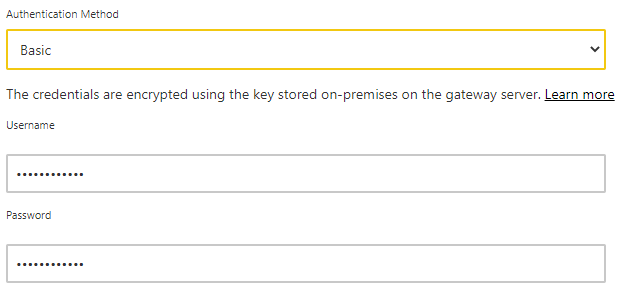 Authentication Method
Basic
The credentials are encrypted using the key stored on-premises on the gateway server. Learn more
Username
••••••••••••
Password
••••••••••••